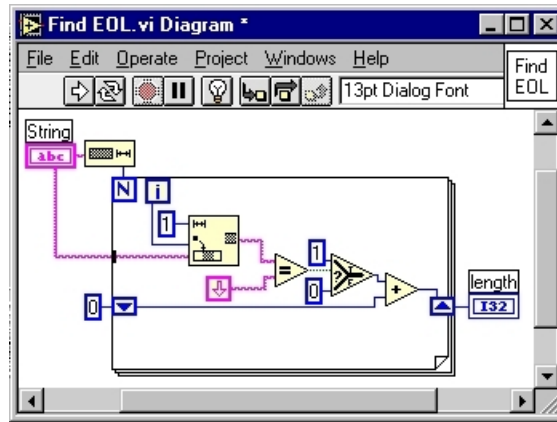 Find EOL.vi Diagram *
File Edit Operate Project Windows Help
Find
EOL
13pt Dialog Font
String
abc
N
i
1
=
1
0
?
F
+
0
length
I32